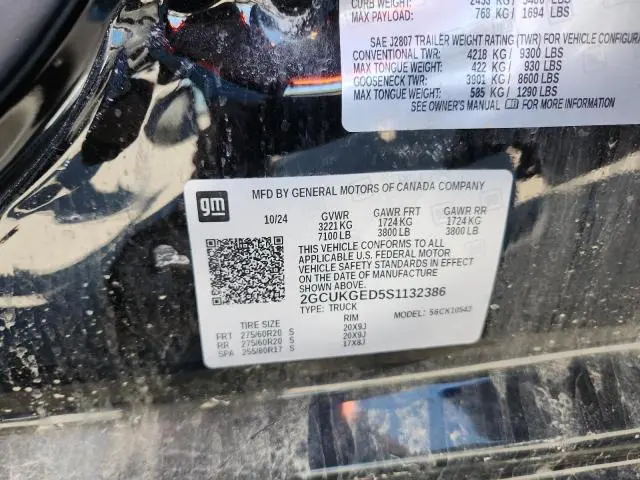 CURB WEIGHT: 2453 KG / 5408 LBS
MAX PAYLOAD: 768 KG / 1694 LBS
SAE J2807 TRAILER WEIGHT RATING (TWR) FOR VEHICLE
CONVENTIONAL TWR: 4218 KG / 9300 LBS
MAX TONGUE WEIGHT: 422 KG / 930 LBS
GOOSENECK TWR: 3901 KG / 8600 LBS
MAX TONGUE WEIGHT: 585 KG / 1290 LBS
SEE OWNER'S MANUAL FOR MORE INFORMATION
gm
MFD BY GENERAL MOTORS OF CANADA COMPANY
10/24 GVWR GAWR FRT GAWR RR
3221 KG 1724 KG 1724 KG
7100 LB 3800 LB 3800 LB
THIS VEHICLE CONFORMS TO ALL
APPLICABLE U.S. FEDERAL MOTOR
VEHICLE SAFETY STANDARDS IN EFFECT
ON THE DATE OF MANUFACTURE
SHOWN ABOVE.
2GCUKGED5S1132386
TYPE: TRUCK MODEL: S6CK10543
TIRE SIZE RIM
FRT 275/60R20 S 20X9J
RR 275/60R20 S 20X9J
SPA 255/80R17 S 17X8J